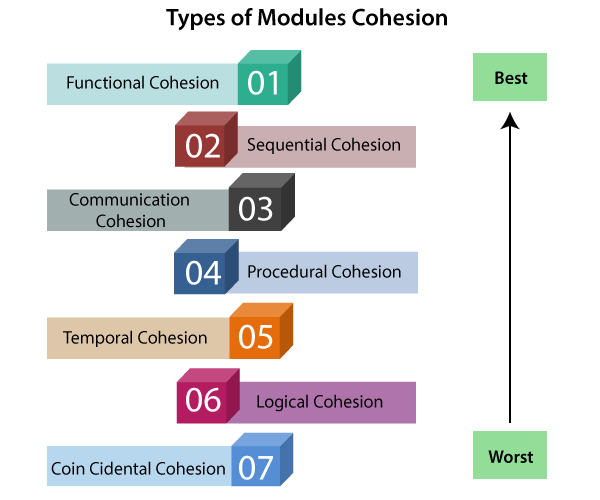 Types of Modules Cohesion
Functional Cohesion
01
Best
02
Sequential Cohesion
Communication
Cohesion
03
04
Procedural Cohesion
Temporal Cohesion
05
06
Logical Cohesion
Coin Cidental Cohesion
07
Worst